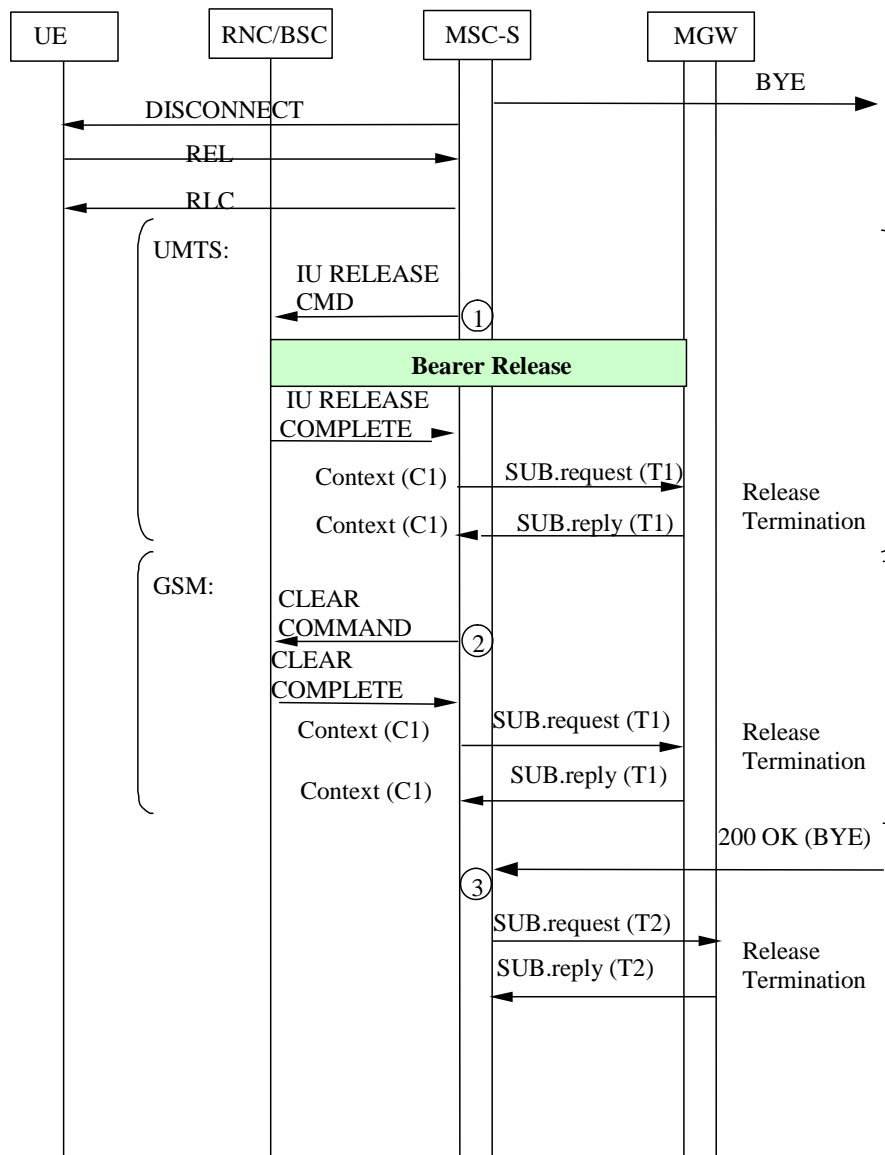 UE
RNC/BSC
MSC-S
MGW
BYE
DISCONNECT
REL
RLC
UMTS:
IU RELEASE
CMD
1
Bearer Release
IU RELEASE
COMPLETE
Context (C1)
SUB.request (T1)
Release
Termination
Context (C1)
SUB.reply (T1)
GSM:
CLEAR
COMMAND
2
CLEAR
COMPLETE
Context (C1)
SUB.request (T1)
Release
Termination
Context (C1)
SUB.reply (T1)
200 OK (BYE)
3
SUB.request (T2)
Release
Termination
SUB.reply (T2)